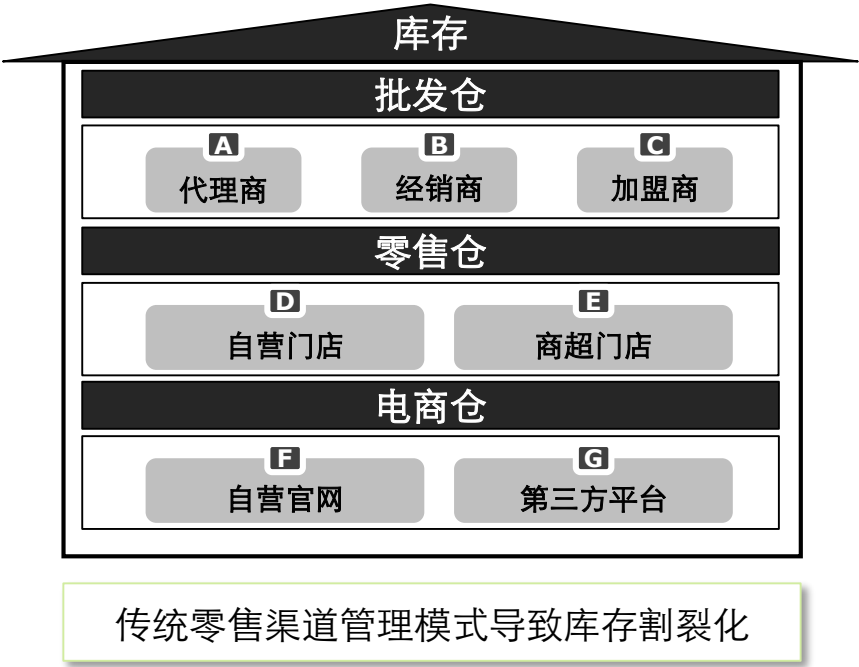 库存
批发仓
A B C
代理商 经销商 加盟商
零售仓
D E
自营门店 商超门店
电商仓
F G
自营官网 第三方平台
传统零售渠道管理模式导致库存割裂化